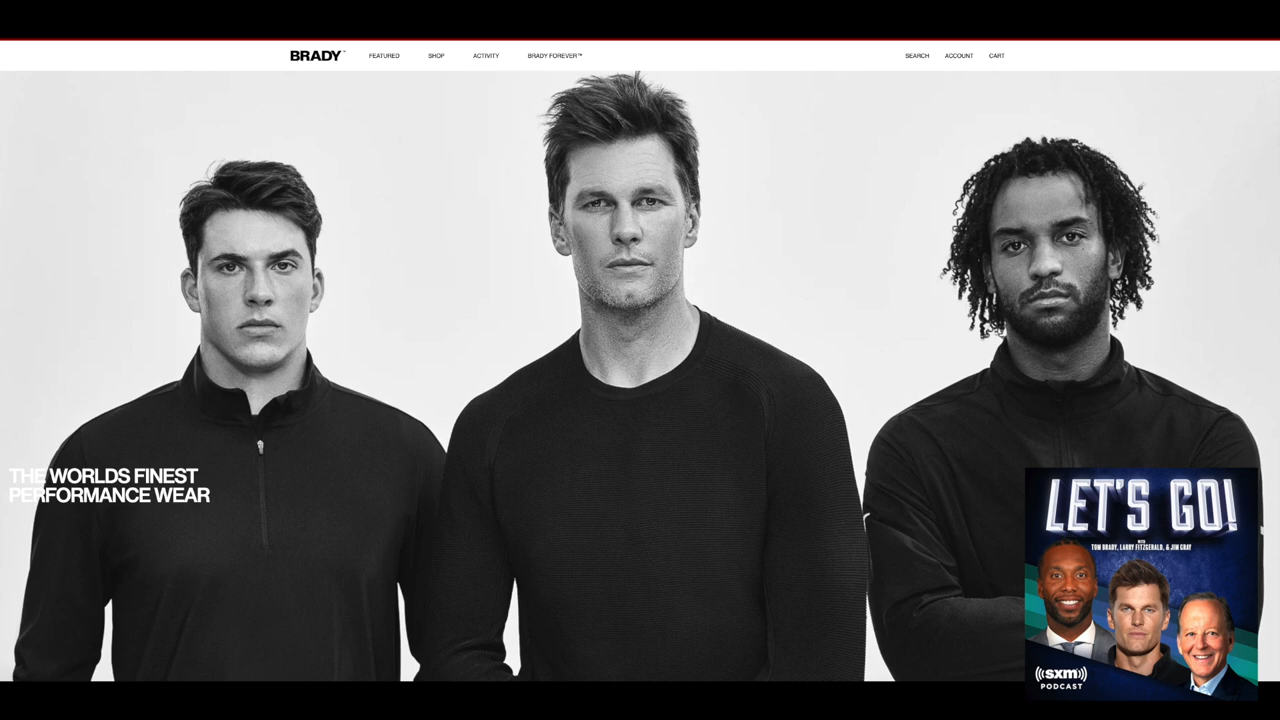 BRADY™ FEATURED SHOP ACTIVITY BRADY FOREVER™ SEARCH ACCOUNT CART
THE WORLDS FINEST
PERFORMANCE WEAR
LET'S GO!
WITH
TOM BRADY, LARRY FITZGERALD, & JIM GRAY
((sxm))
PODCAST